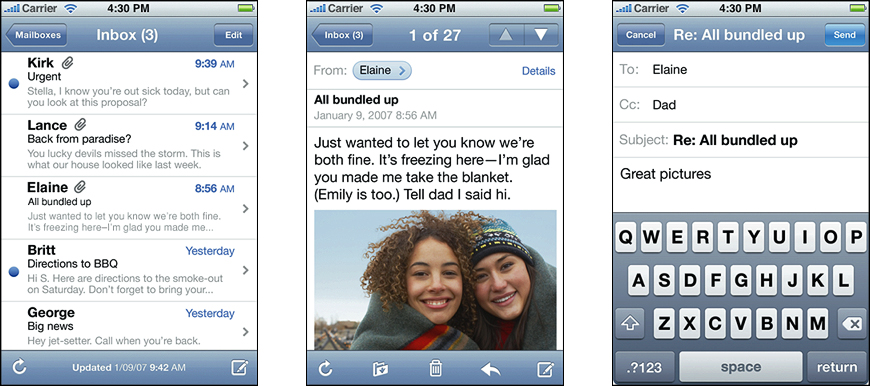 Carrier 4:30 PM
Mailboxes Inbox (3) Edit
Kirk 9:39 AM
Urgent
Stella, I know you're out sick today, but can
you look at this proposal?
Lance 9:14 AM
Back from paradise?
You lucky devils missed the storm. This is
what our house looked like last week.
Elaine 8:56 AM
All bundled up
Just wanted to let you know we're both fine.
It's freezing here–I'm glad you made me...
Britt Yesterday
Directions to BBQ
Hi S. Here are directions to the smoke-out
on Saturday. Don't forget to bring your...
George Yesterday
Big news
Hey jet-setter. Call when you're back.
Updated 1/09/07 9:42 AM
Carrier 4:30 PM
Inbox (3) 1 of 27
From: Elaine Details
All bundled up
January 9, 2007 8:56 AM
Just wanted to let you know we're
both fine. It's freezing here—I'm glad
you made me take the blanket.
(Emily is too.) Tell dad I said hi.
Carrier 4:30 PM
Cancel Re: All bundled up Send
To: Elaine
Cc: Dad
Subject: Re: All bundled up
Great pictures
Q W E R T Y U I O P
A S D F G H J K L
Z X C V B N M
.?123 space return